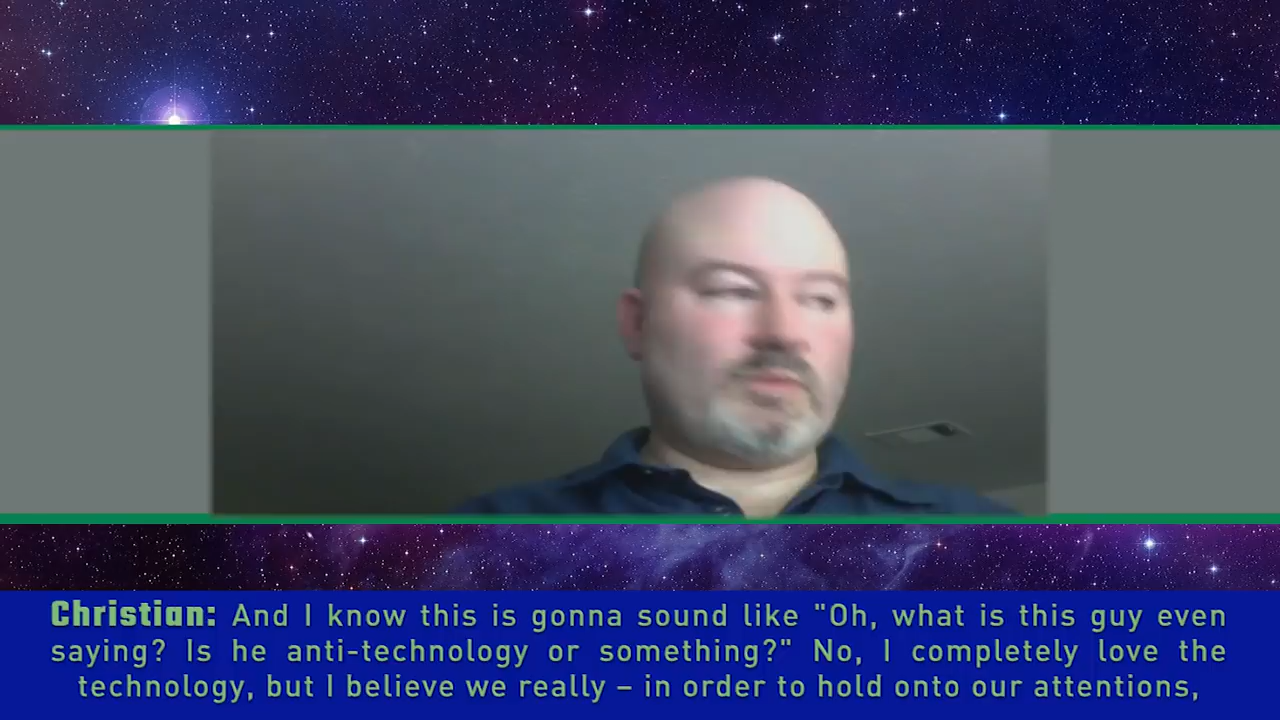 Christian: And I know this is gonna sound like "Oh, what is this guy even
saying? Is he anti-technology or something?" No, I completely love the
technology, but I believe we really – in order to hold onto our attentions,